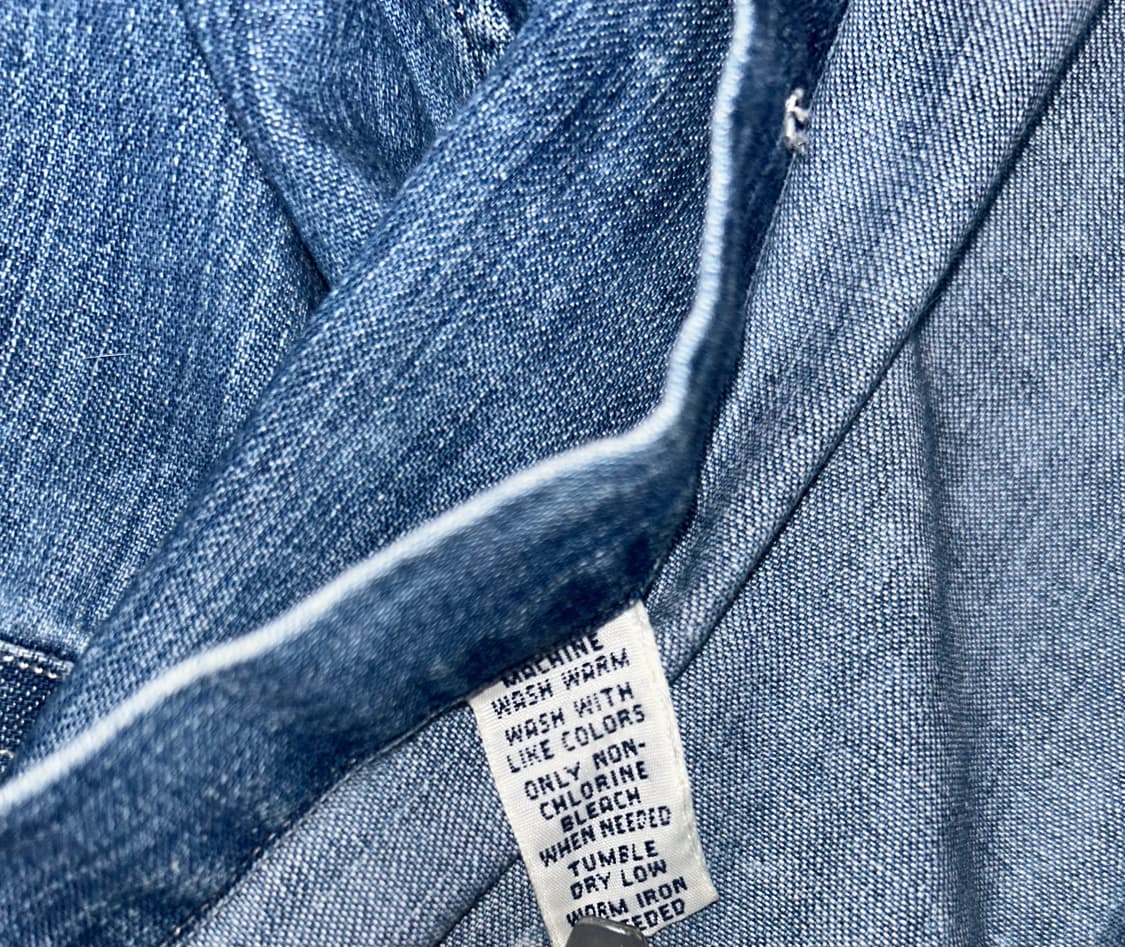 MACHINE
WASH WARM
WASH WITH
LIKE COLORS
ONLY NON-
CHLORINE
BLEACH
WHEN NEEDED
TUMBLE
DRY LOW
WARM IRON